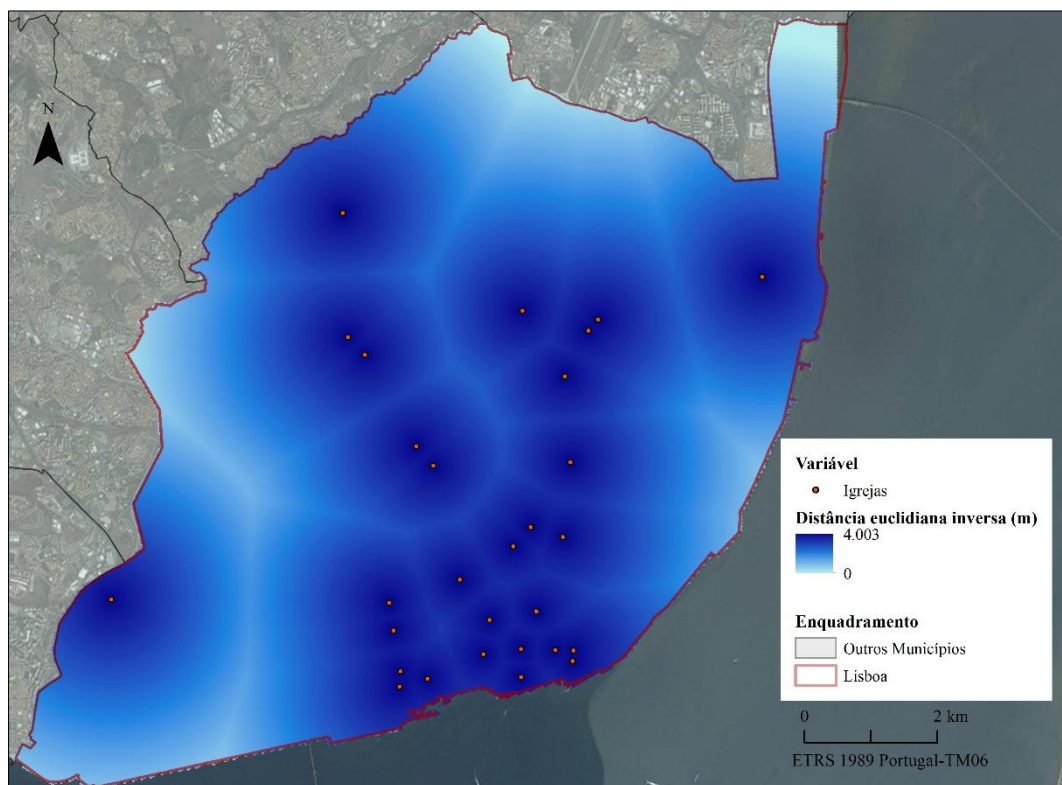 N
Variável
Igrejas
Distância euclidiana inversa (m)
4.003
0
Enquadramento
Outros Municípios
Lisboa
0 2 km
ETRS 1989 Portugal-TM06